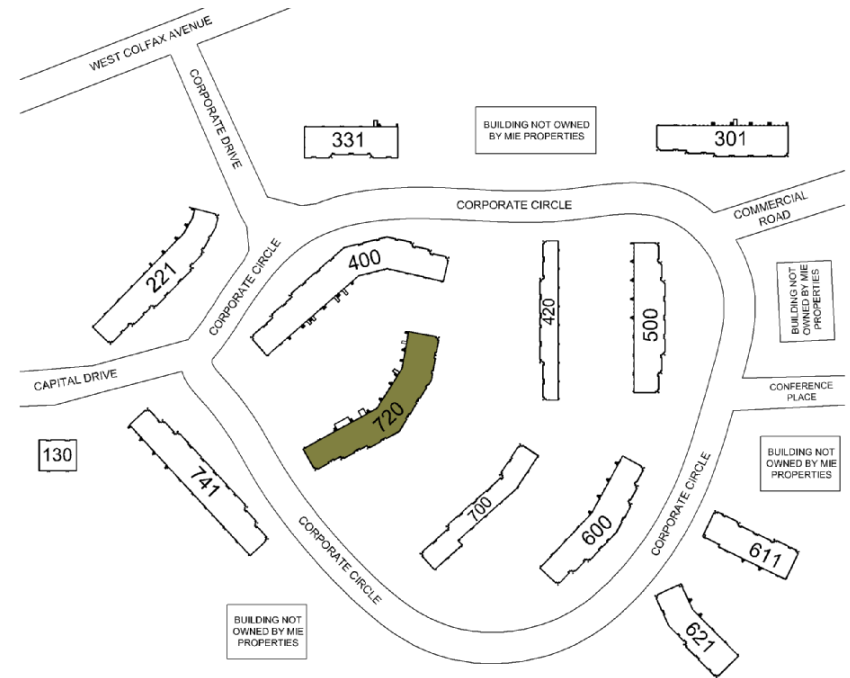 WEST COLFAX AVENUE
CORPORATE DRIVE
331
BUILDING NOT OWNED
BY MIE PROPERTIES
301
CORPORATE CIRCLE
COMMERCIAL
ROAD
221
CORPORATE CIRCLE
400
420
500
BUILDING NOT
OWNED BY MIE
PROPERTIES
CAPITAL DRIVE
720
CONFERENCE
PLACE
130
741
BUILDING NOT
OWNED BY MIE
PROPERTIES
700
600
CORPORATE CIRCLE
CORPORATE CIRCLE
611
BUILDING NOT
OWNED BY MIE
PROPERTIES
621